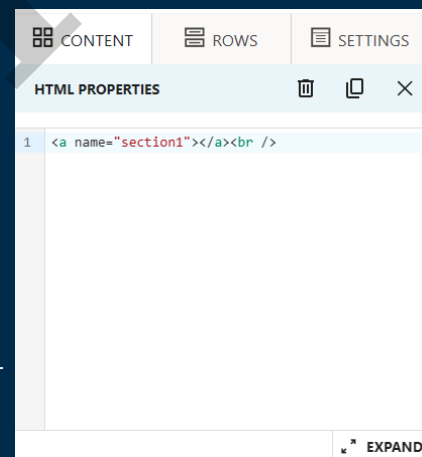 CONTENT ROWS SETTINGS
HTML PROPERTIES
1 <a name="section1"></a><br />
EXPAND